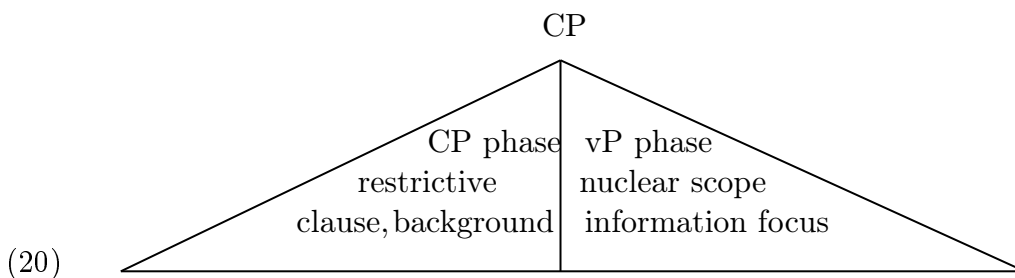 CP
CP phase vP phase
restrictive nuclear scope
clause, background information focus
(20)